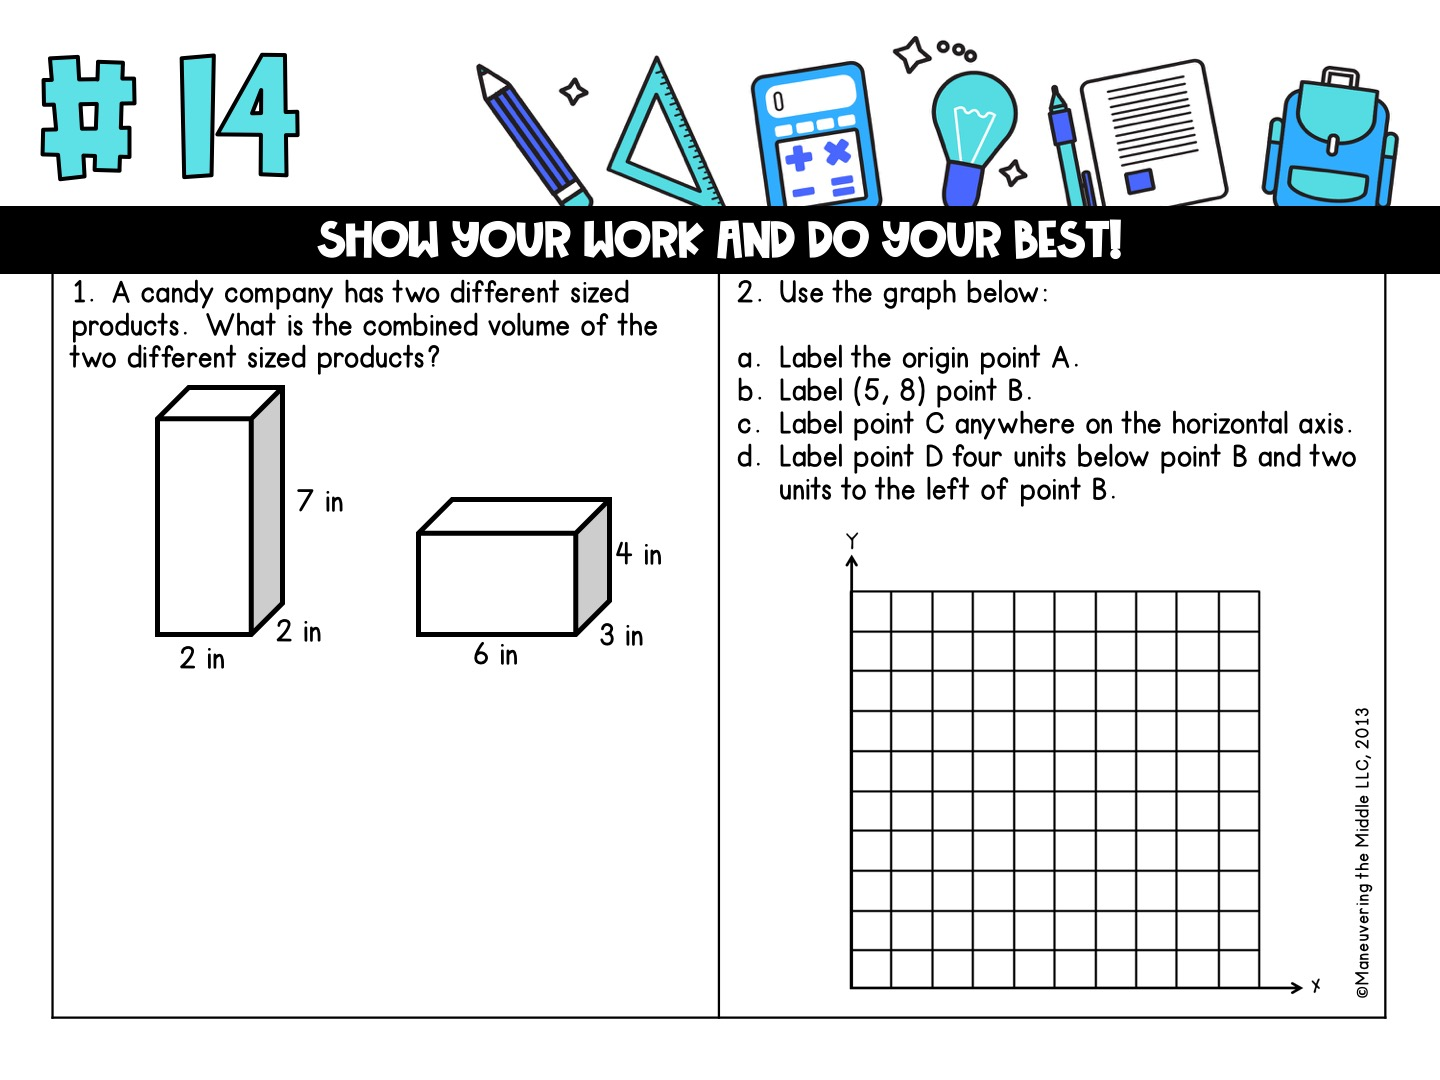 # 14
0
SHOW YOUR WORK AND DO YOUR BEST!
1. A candy company has two different sized
products. What is the combined volume of the
two different sized products?
7 in
2 in
2 in
4 in
3 in
6 in
2. Use the graph below:
a. Label the origin point A.
b. Label (5, 8) point B.
c. Label point C anywhere on the horizontal axis.
d. Label point D four units below point B and two
units to the left of point B.
Y
X
©Maneuvering the Middle LLC, 2013